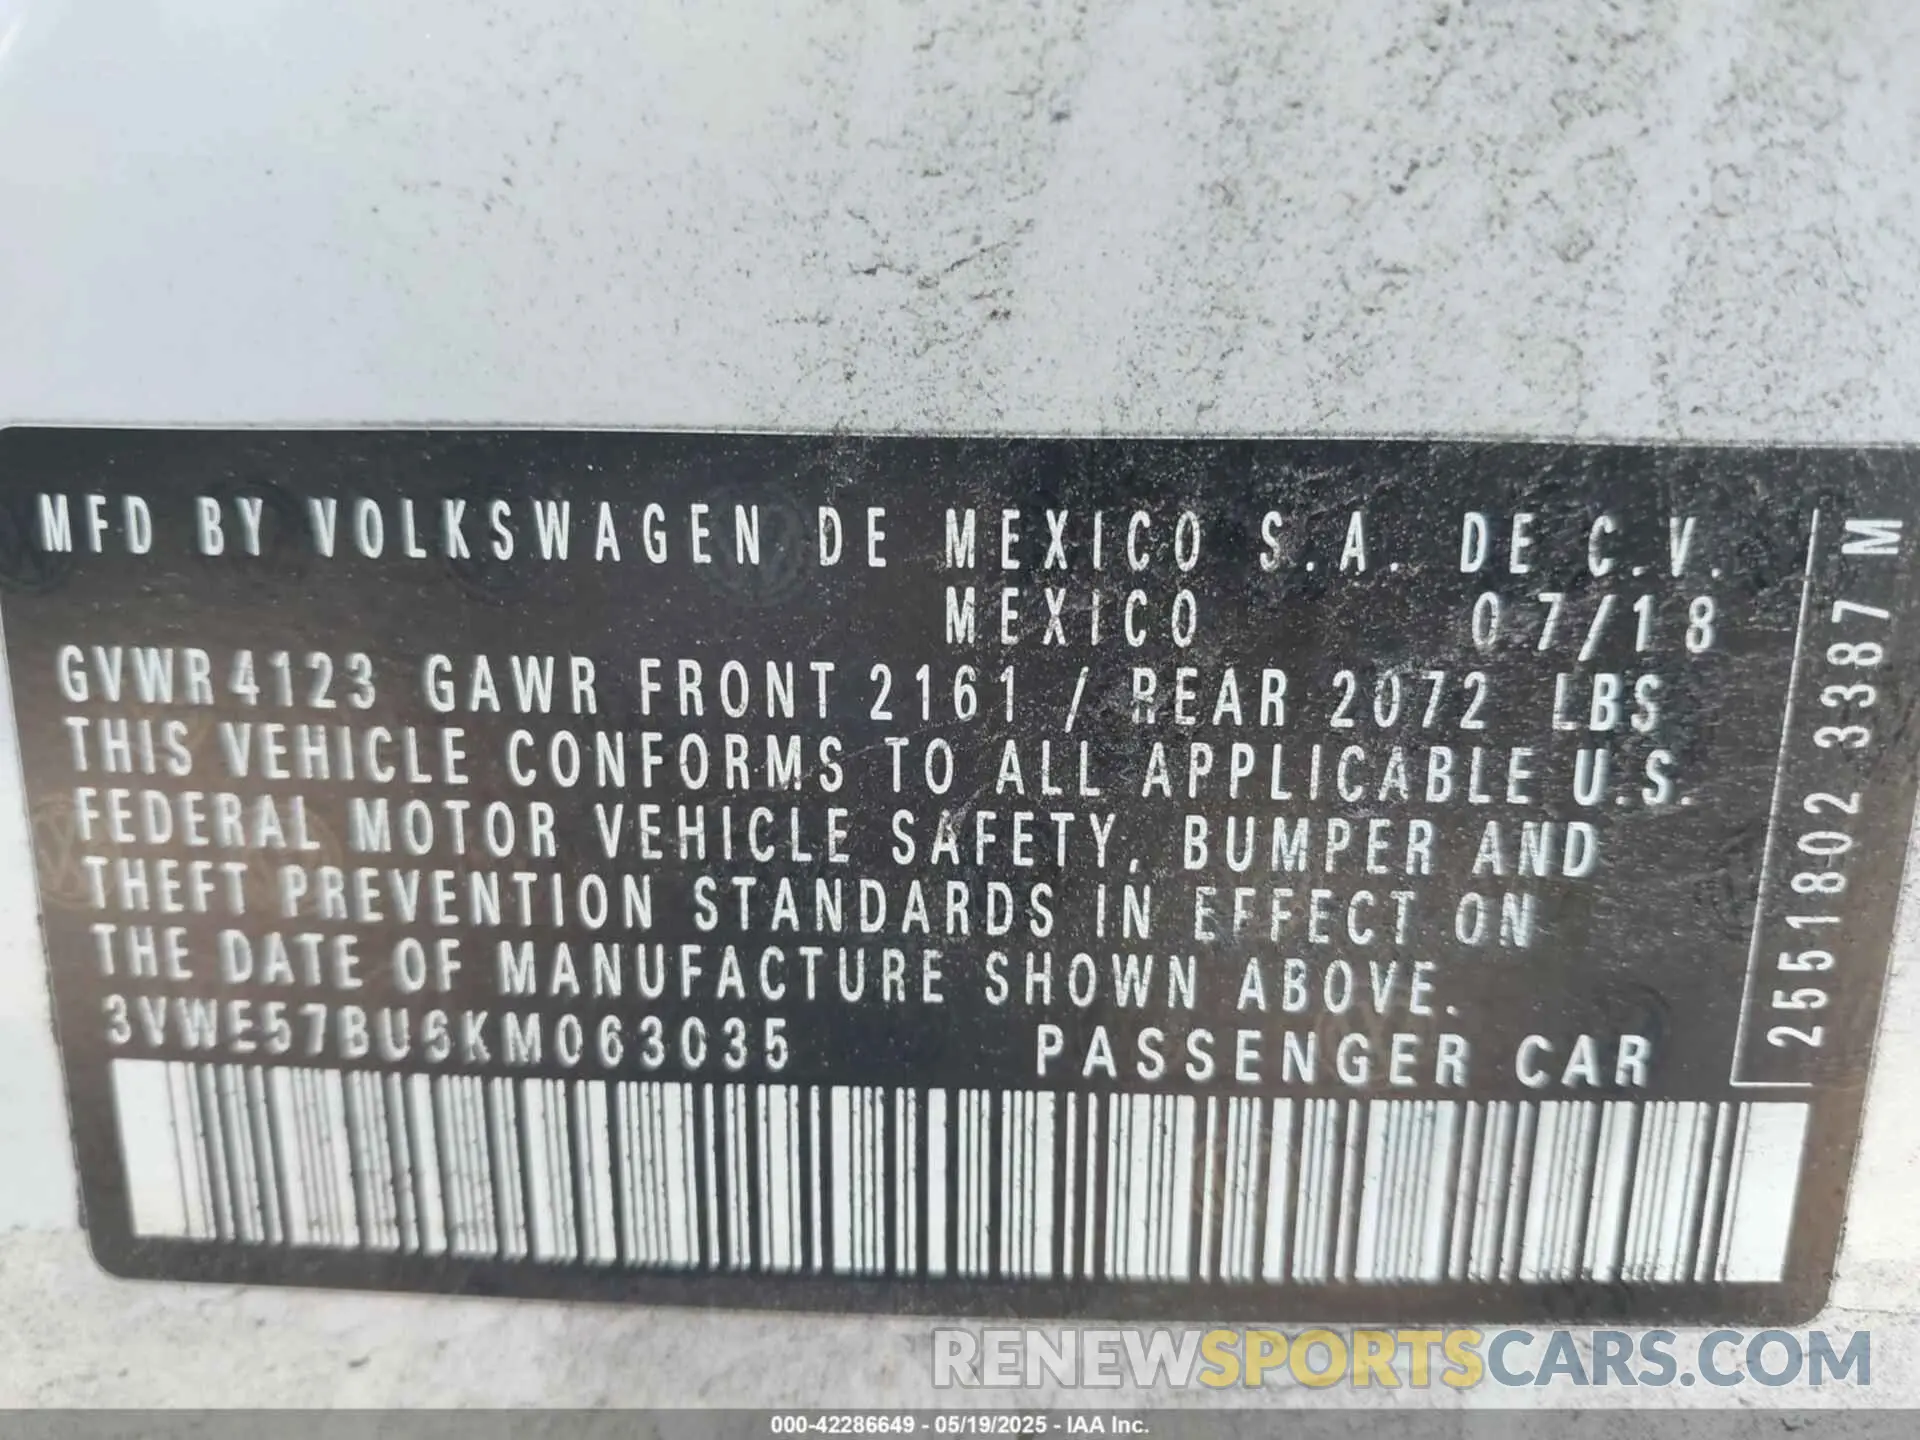 MFD BY VOLKSWAGEN DE MEXICO S.A. DE C.V.
MEXICO 07/18
GVWR 4123 GAWR FRONT 2161 / REAR 2072 LBS
THIS VEHICLE CONFORMS TO ALL APPLICABLE U.S.
FEDERAL MOTOR VEHICLE SAFETY, BUMPER AND
THEFT PREVENTION STANDARDS IN EFFECT ON
THE DATE OF MANUFACTURE SHOWN ABOVE.
3VWE57BU6KM063035 PASSENGER CAR
2551802 3387 M
RENEWSPORTSCARS.COM
000-42286649 - 05/19/2025 - IAA Inc.